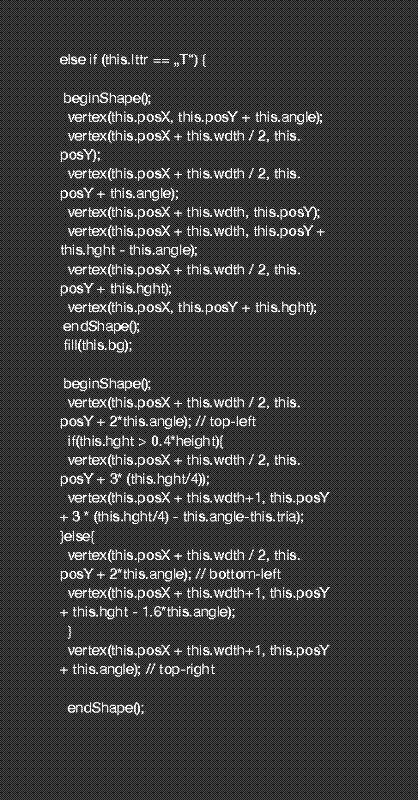 else if (this.lttr == „T“) {
beginShape();
vertex(this.posX, this.posY + this.angle);
vertex(this.posX + this.wdth / 2, this.
posY);
vertex(this.posX + this.wdth / 2, this.
posY + this.angle);
vertex(this.posX + this.wdth, this.posY);
vertex(this.posX + this.wdth, this.posY +
this.hght - this.angle);
vertex(this.posX + this.wdth / 2, this.
posY + this.hght);
vertex(this.posX, this.posY + this.hght);
endShape();
fill(this.bg);
beginShape();
vertex(this.posX + this.wdth / 2, this.
posY + 2*this.angle); // top-left
if(this.hght > 0.4*height){
vertex(this.posX + this.wdth / 2, this.
posY + 3* (this.hght/4));
vertex(this.posX + this.wdth+1, this.posY
+ 3 * (this.hght/4) - this.angle-this.tria);
}else{
vertex(this.posX + this.wdth / 2, this.
posY + 2*this.angle); // bottom-left
vertex(this.posX + this.wdth+1, this.posY
+ this.hght - 1.6*this.angle);
}
vertex(this.posX + this.wdth+1, this.posY
+ this.angle); // top-right
endShape();